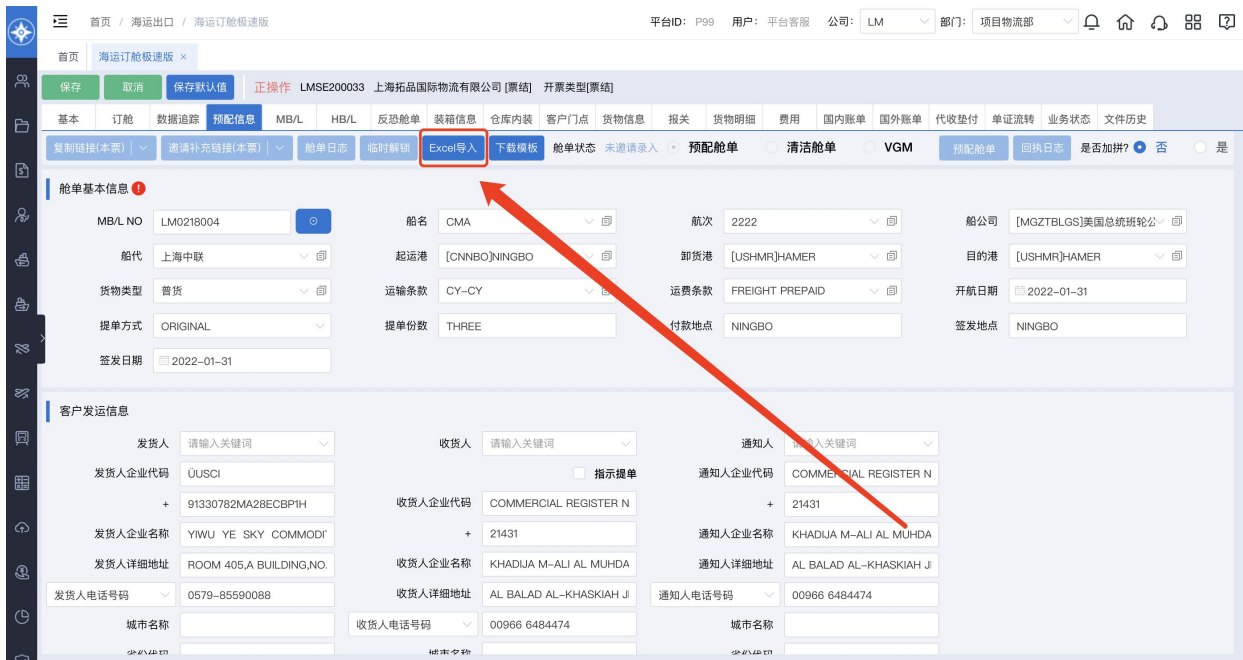 首页 / 海运出口 / 海运订舱极速版 平台ID: P99 用户: 平台客服 公司: LM 部门: 项目物流部
首页 海运订舱极速版 ×
保存 取消 保存默认值 正操作 LMSE200033 上海拓品国际物流有限公司 [票结] 开票类型[票结]
基本 订舱 数据追踪 预配信息 MB/L HB/L 反恐舱单 装箱信息 仓库内装 客户门点 货物信息 报关 货物明细 费用 国内账单 国外账单 代收垫付 单证流转 业务状态 文件历史
复制链接(本票) 邀请补充链接(本票) 舱单日志 临时解锁 Excel导入 下载模板 舱单状态 未邀请录入 预配舱单 清洁舱单 VGM 预配舱单 回执日志 是否加拼? 否 是
舱单基本信息
MB/L NO LM0218004 船名 CMA 航次 2222 船公司 [MGZTBLGS]美国总统班轮公
船代 上海中联 起运港 [CNNBO]NINGBO 卸货港 [USHMR]HAMER 目的港 [USHMR]HAMER
货物类型 普货 运输条款 CY-CY 运费条款 FREIGHT PREPAID 开航日期 2022-01-31
提单方式 ORIGINAL 提单份数 THREE 付款地点 NINGBO 签发地点 NINGBO
签发日期 2022-01-31
客户发运信息
发货人 请输入关键词 收货人 请输入关键词 通知人 请输入关键词
发货人企业代码 ÜUSCI 指示提单 通知人企业代码 COMMERCIAL REGISTER N
+ 91330782MA28ECBP1H 收货人企业代码 COMMERCIAL REGISTER N + 21431
发货人企业名称 YIWU YE SKY COMMODI + 21431 通知人企业名称 KHADIJA M-ALI AL MUHDA
发货人详细地址 ROOM 405,A BUILDING,NO. 收货人企业名称 KHADIJA M-ALI AL MUHDA 通知人详细地址 AL BALAD AL-KHASKIAH JI
发货人电话号码 0579-85590088 收货人详细地址 AL BALAD AL-KHASKIAH JI 通知人电话号码 00966 6484474
城市名称 收货人电话号码 00966 6484474 城市名称
省份代码 城市名称 省份代码